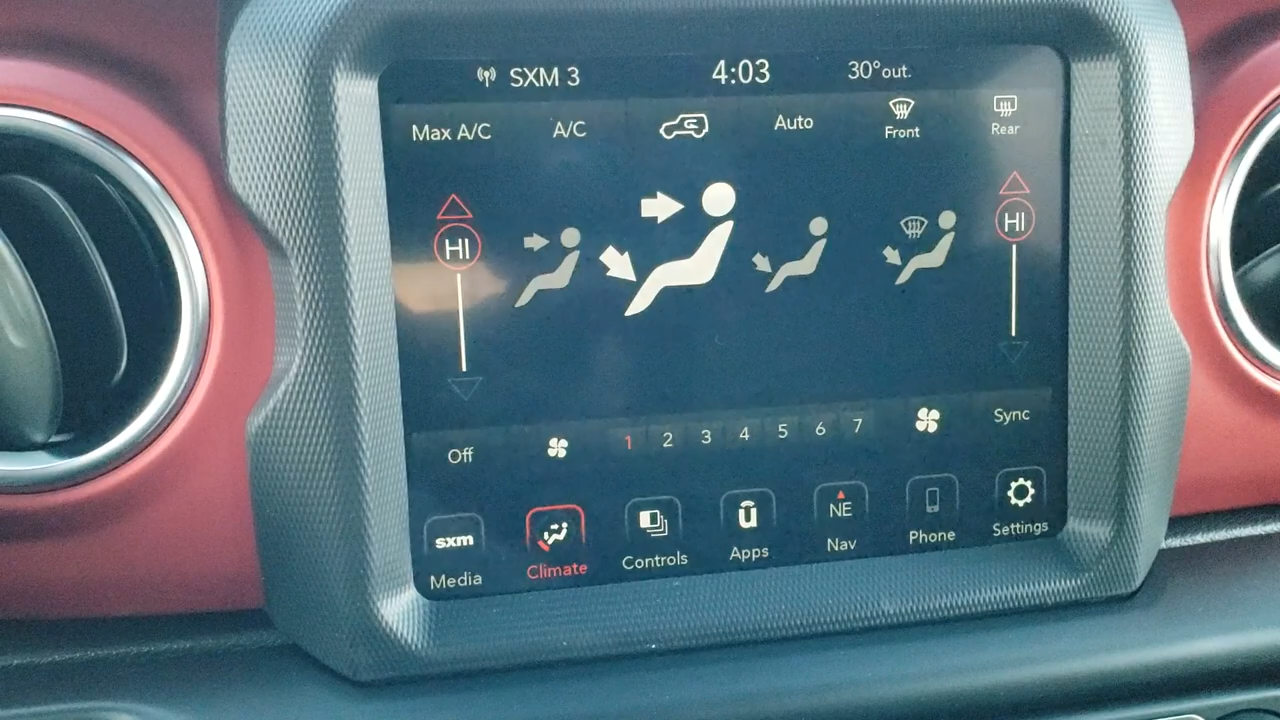 SXM 3 4:03 30° out.
Max A/C A/C Auto Front Rear
HI HI
Off 1 2 3 4 5 6 7 Sync
sxm û NE
Media Climate Controls Apps Nav Phone Settings